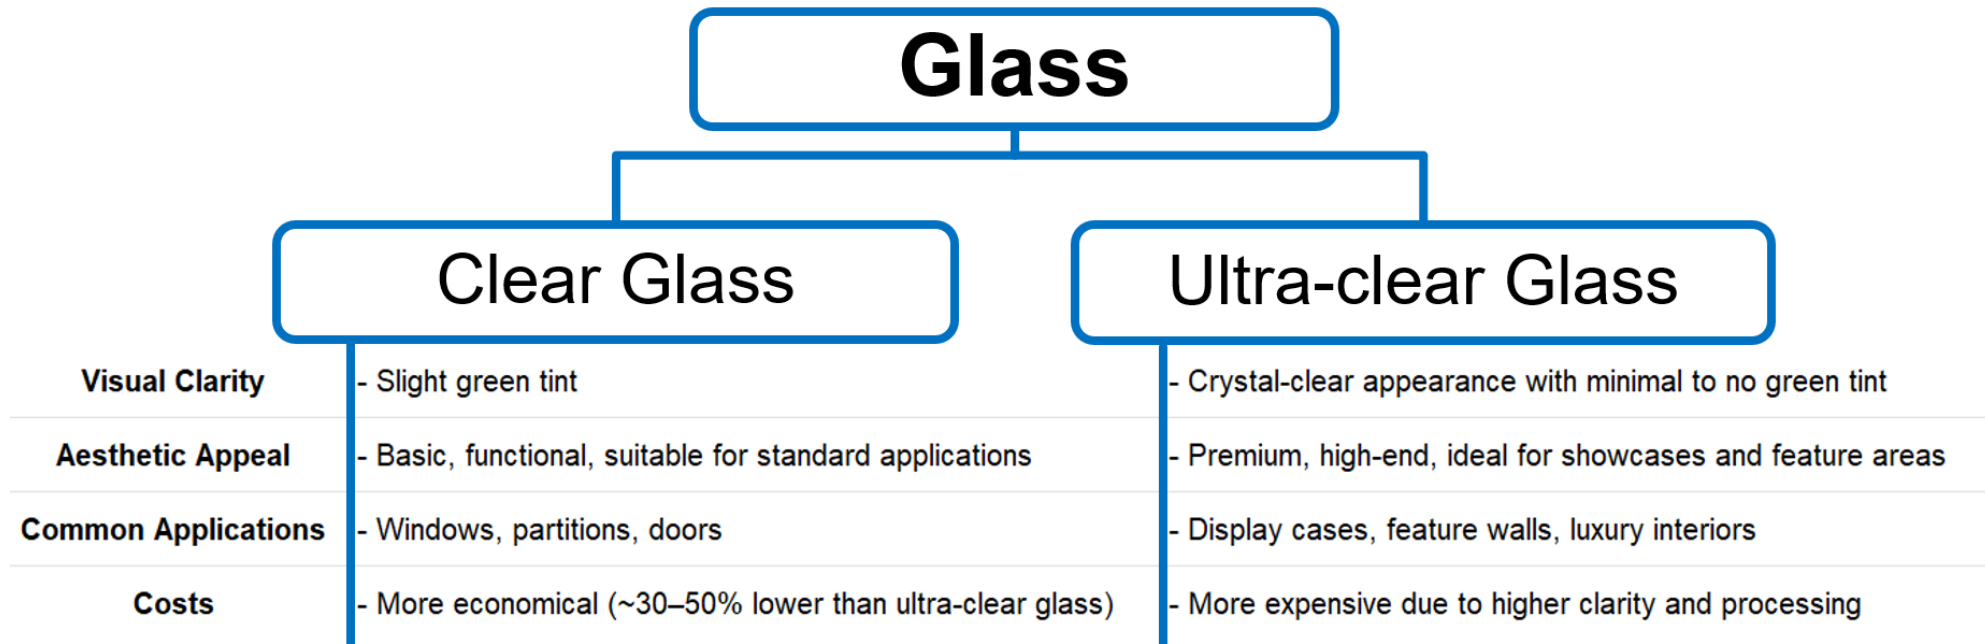 Glass
Clear Glass
Ultra-clear Glass
Visual Clarity - Slight green tint - Crystal-clear appearance with minimal to no green tint
Aesthetic Appeal - Basic, functional, suitable for standard applications - Premium, high-end, ideal for showcases and feature areas
Common Applications - Windows, partitions, doors - Display cases, feature walls, luxury interiors
Costs - More economical (~30–50% lower than ultra-clear glass) - More expensive due to higher clarity and processing